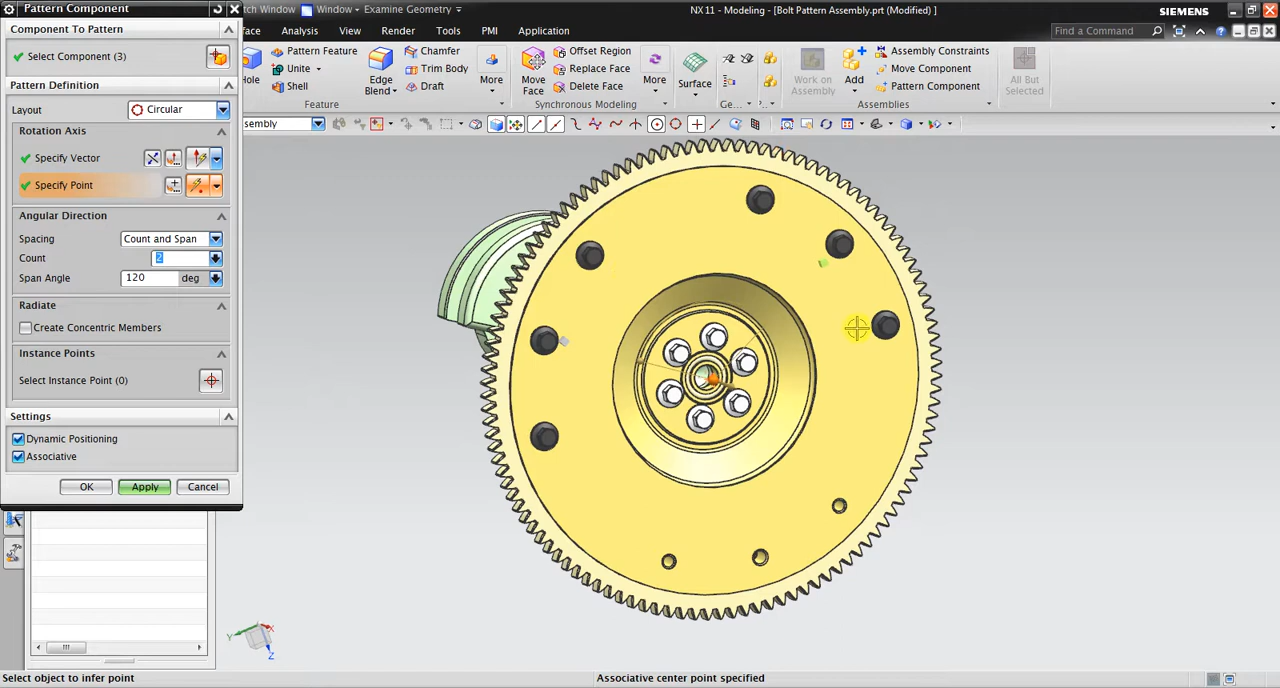 Pattern Component
tch Window
Window
Examine Geometry
NX 11 - Modeling - [Bolt Pattern Assembly.prt (Modified) ]
SIEMENS
face
Analysis
View
Render
Tools
PMI
Application
Find a Command
Component To Pattern
Select Component (3)
Pattern Definition
Layout
Circular
Rotation Axis
Specify Vector
Specify Point
Angular Direction
Spacing
Count and Span
Count
2
Span Angle
120
deg
Radiate
Create Concentric Members
Instance Points
Select Instance Point (0)
Settings
Dynamic Positioning
Associative
OK
Apply
Cancel
Hole
Pattern Feature
Unite
Shell
Edge
Blend
Chamfer
Trim Body
Draft
More
Feature
Move
Face
Offset Region
Replace Face
Delete Face
More
Synchronous Modeling
Surface
Ge...
Work on
Assembly
Add
Assembly Constraints
Move Component
Pattern Component
Assemblies
All But
Selected
sembly
X
Y
Z
Select object to infer point
Associative center point specified